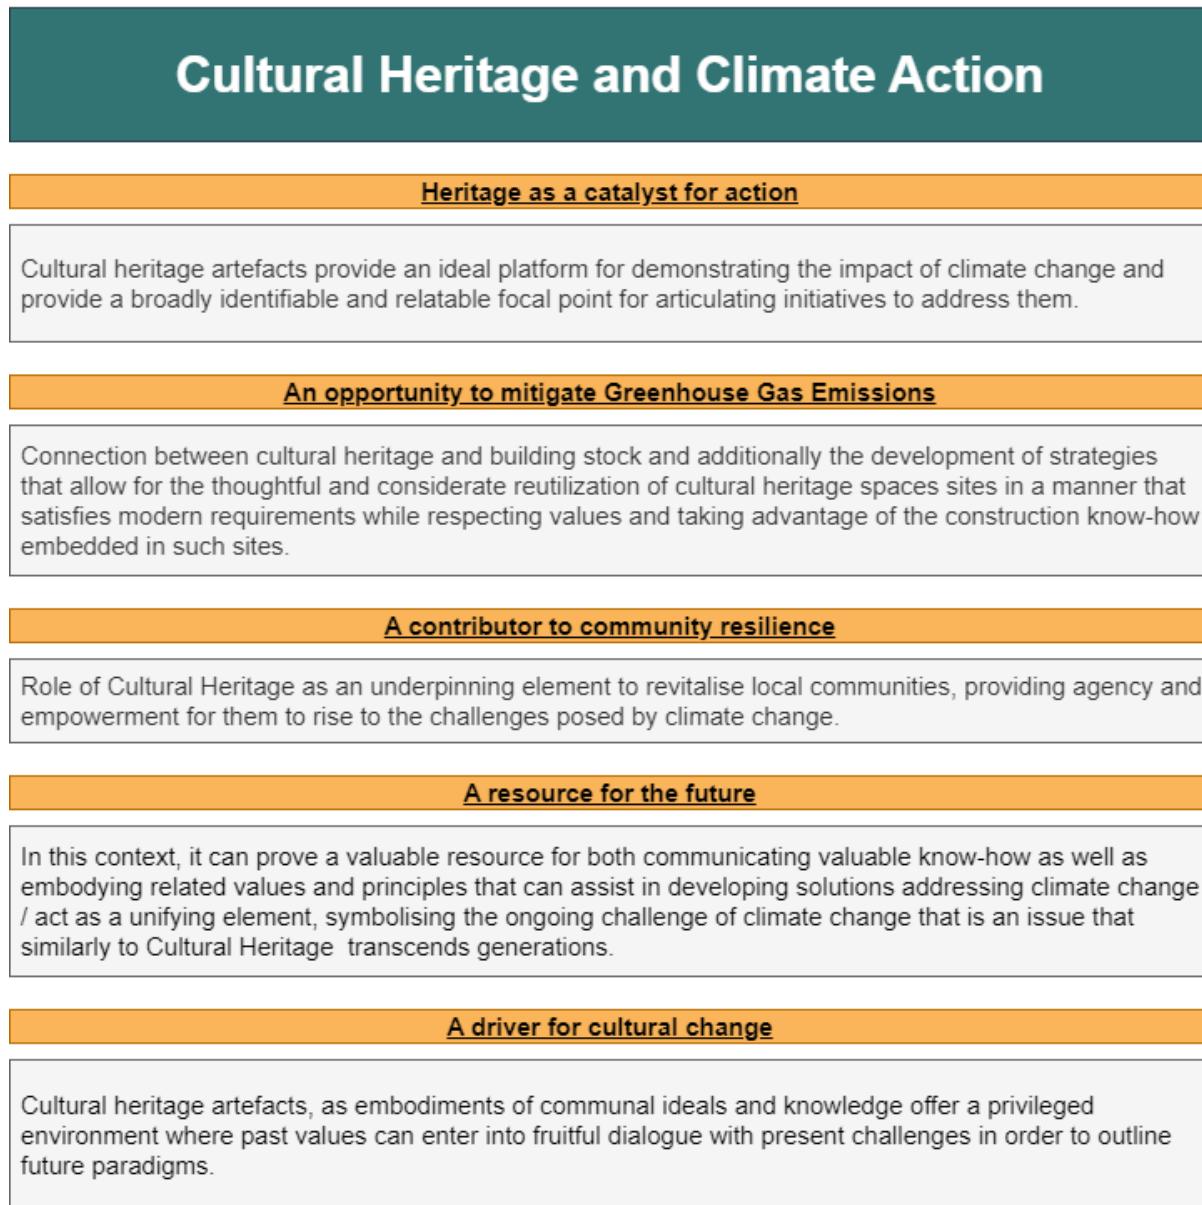 Cultural Heritage and Climate Action
Heritage as a catalyst for action
Cultural heritage artefacts provide an ideal platform for demonstrating the impact of climate change and
provide a broadly identifiable and relatable focal point for articulating initiatives to address them.
An opportunity to mitigate Greenhouse Gas Emissions
Connection between cultural heritage and building stock and additionally the development of strategies
that allow for the thoughtful and considerate reutilization of cultural heritage spaces sites in a manner that
satisfies modern requirements while respecting values and taking advantage of the construction know-how
embedded in such sites.
A contributor to community resilience
Role of Cultural Heritage as an underpinning element to revitalise local communities, providing agency and
empowerment for them to rise to the challenges posed by climate change.
A resource for the future
In this context, it can prove a valuable resource for both communicating valuable know-how as well as
embodying related values and principles that can assist in developing solutions addressing climate change
/ act as a unifying element, symbolising the ongoing challenge of climate change that is an issue that
similarly to Cultural Heritage  transcends generations.
A driver for cultural change
Cultural heritage artefacts, as embodiments of communal ideals and knowledge offer a privileged
environment where past values can enter into fruitful dialogue with present challenges in order to outline
future paradigms.